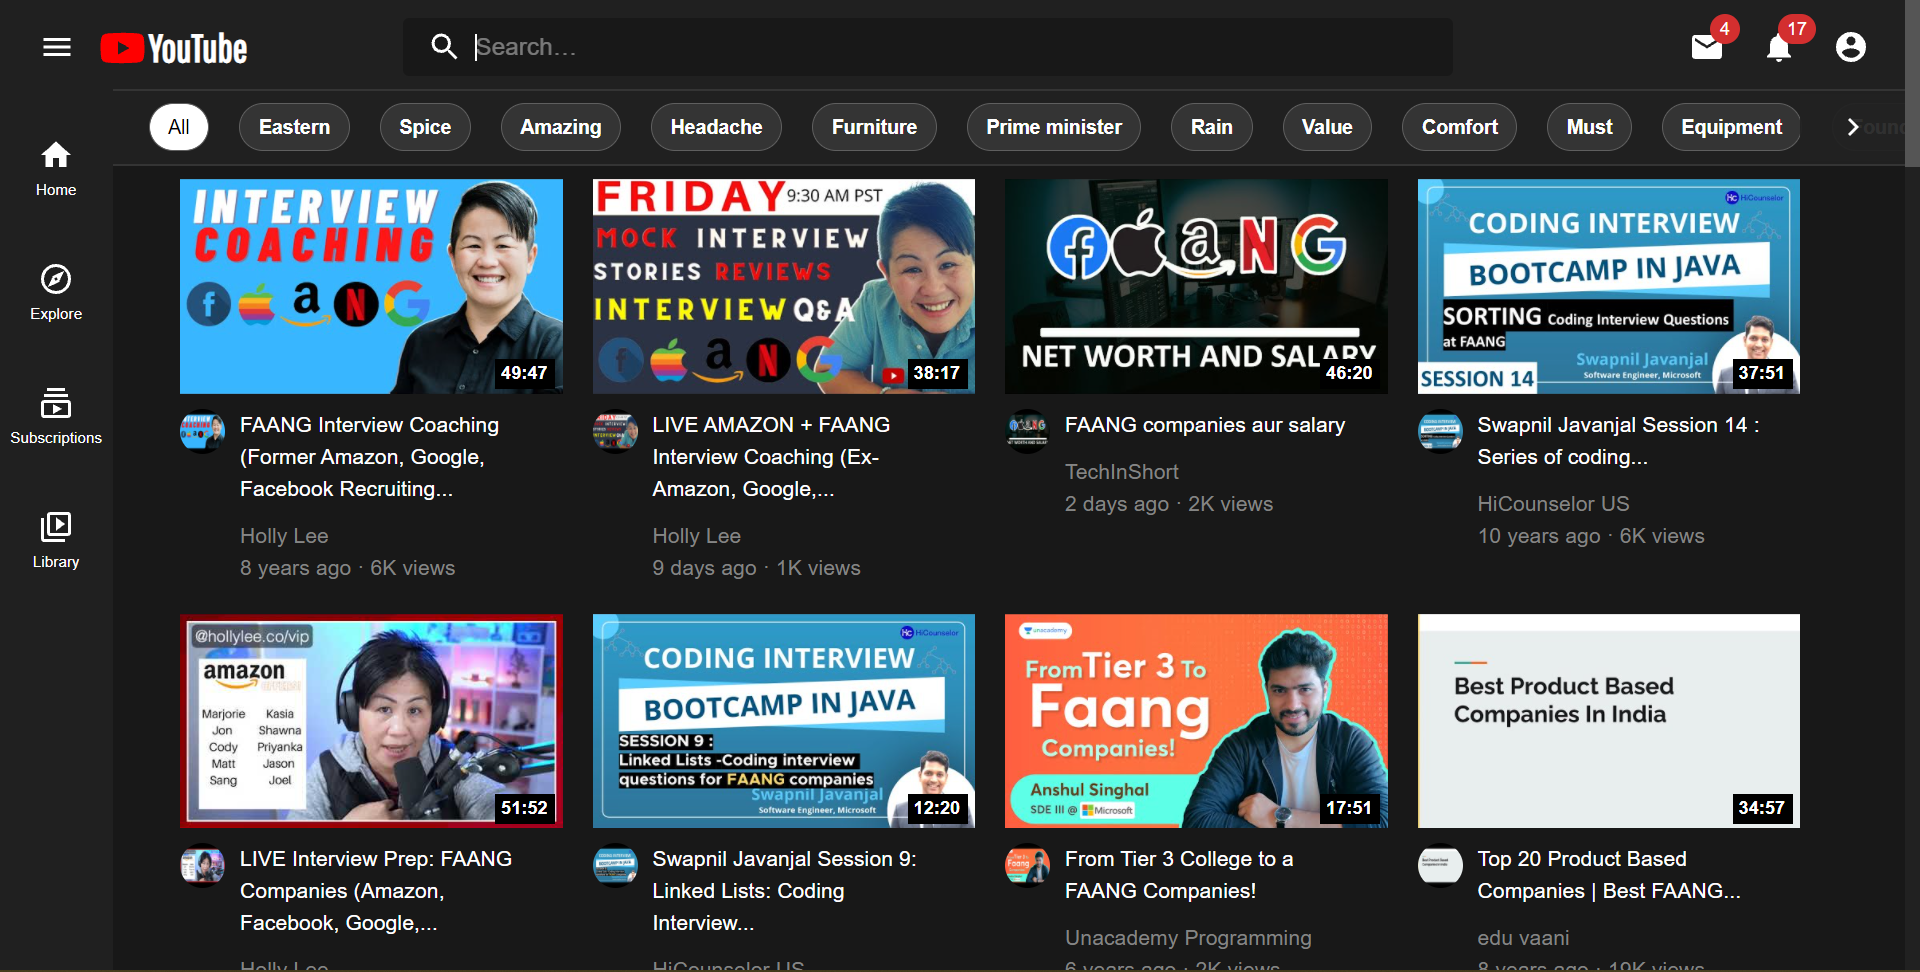 YouTube
Search...
4
17
All
Eastern
Spice
Amazing
Headache
Furniture
Prime minister
Rain
Value
Comfort
Must
Equipment
Home
Explore
Subscriptions
Library
INTERVIEW
COACHING
49:47
FAANG Interview Coaching
(Former Amazon, Google,
Facebook Recruiting...
Holly Lee
8 years ago · 6K views
FRIDAY 9:30 AM PST
MOCK INTERVIEW
STORIES REVIEWS
INTERVIEW Q&A
38:17
LIVE AMAZON + FAANG
Interview Coaching (Ex-
Amazon, Google,...
Holly Lee
9 days ago · 1K views
NET WORTH AND SALARY
46:20
FAANG companies aur salary
TechInShort
2 days ago · 2K views
HiCounselor
CODING INTERVIEW
BOOTCAMP IN JAVA
SORTING Coding Interview Questions
at FAANG
Swapnil Javanjal
Software Engineer, Microsoft
SESSION 14
37:51
Swapnil Javanjal Session 14 :
Series of coding...
HiCounselor US
10 years ago · 6K views
@hollylee.co/vip
amazon
Marjorie Kasia
Jon Shawna
Cody Priyanka
Matt Jason
Sang Joel
51:52
LIVE Interview Prep: FAANG
Companies (Amazon,
Facebook, Google,...
Holly Lee
HiCounselor
CODING INTERVIEW
BOOTCAMP IN JAVA
SESSION 9 :
Linked Lists -Coding interview
questions for FAANG companies
Swapnil Javanjal
Software Engineer, Microsoft
12:20
Swapnil Javanjal Session 9:
Linked Lists: Coding
Interview...
HiCounselor US
unacademy
From Tier 3 To
Faang
Companies!
Anshul Singhal
SDE III @ Microsoft
17:51
From Tier 3 College to a
FAANG Companies!
Unacademy Programming
6 years ago · 2K views
Best Product Based
Companies In India
34:57
Top 20 Product Based
Companies | Best FAANG...
edu vaani
8 years ago · 19K views